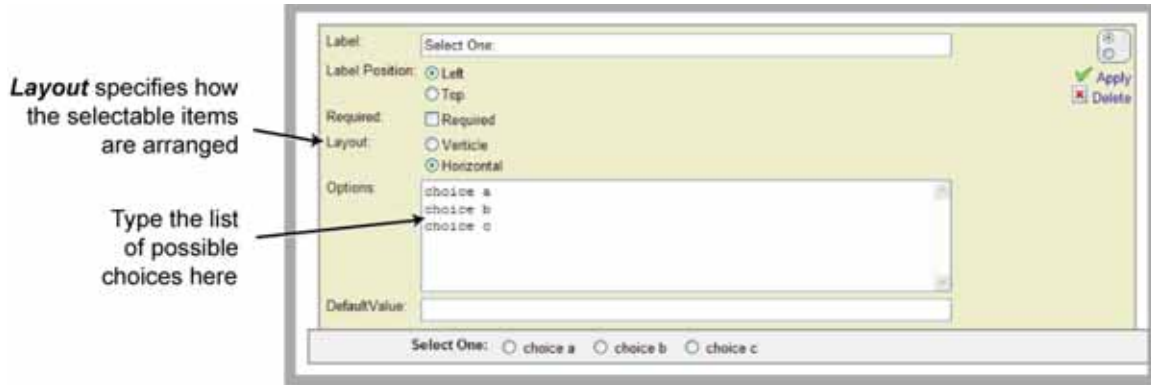 Layout specifies how
the selectable items
are arranged
Type the list
of possible
choices here
Label: Select One:
Label Position: Left
Top
Required: Required
Layout: Verticle
Horizontal
Options: choice a
choice b
choice c
DefaultValue:
Apply
Delete
Select One: choice a choice b choice c